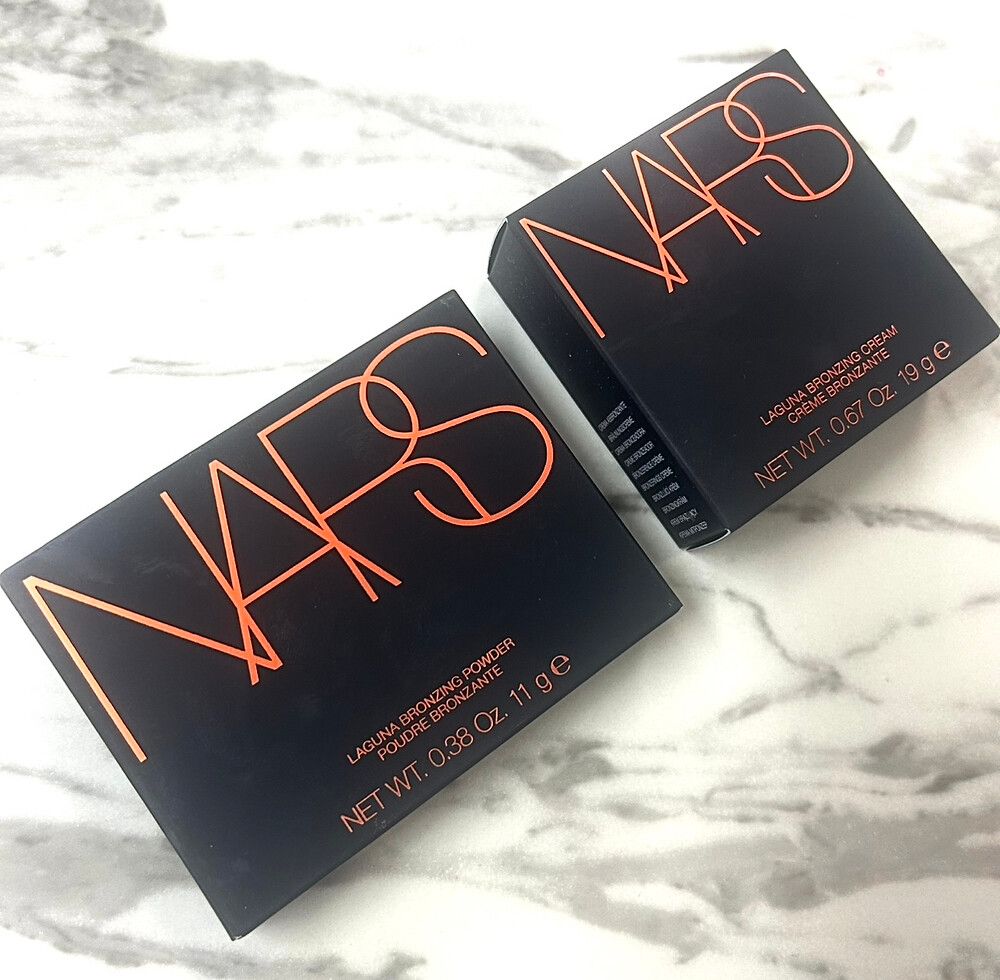 NARS
LAGUNA BRONZING POWDER
POUDRE BRONZANTE
NET WT. 0.38 Oz. 11 g e
NARS
LAGUNA BRONZING CREAM
CRÈME BRONZANTE
NET WT. 0.67 Oz. 19 g e